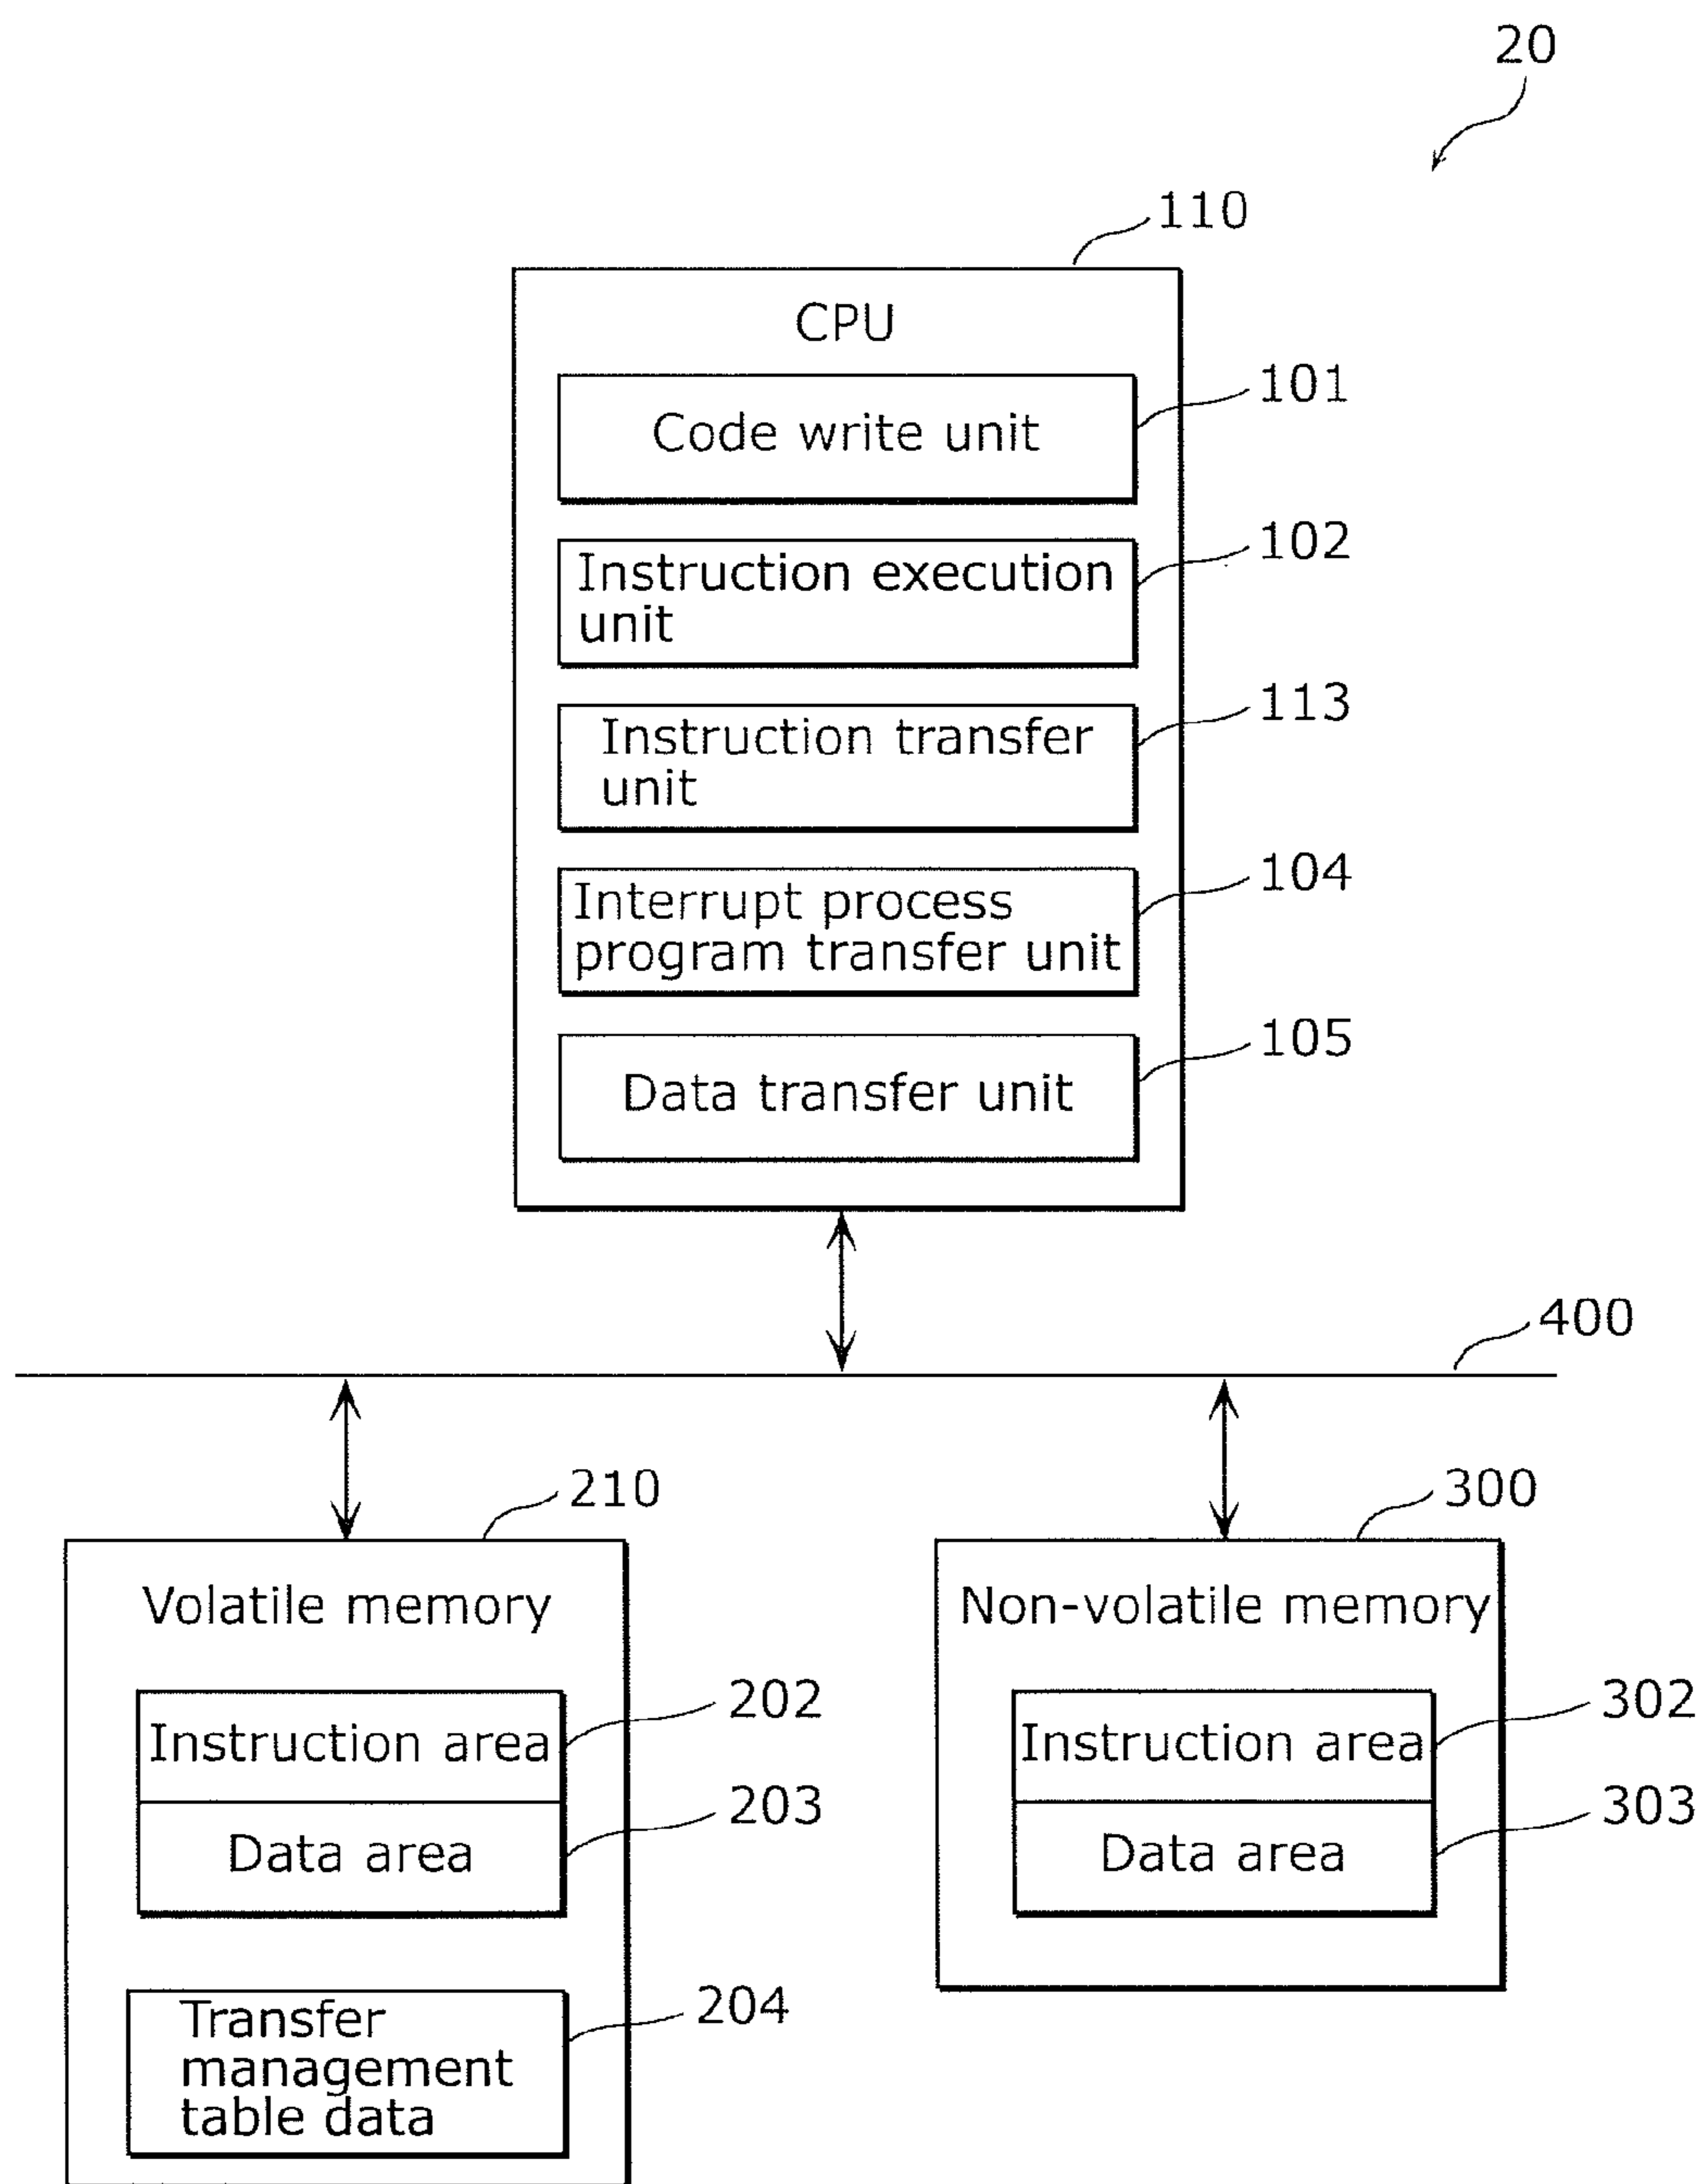 20
110
CPU
101
Code write unit
102
Instruction execution
unit
113
Instruction transfer
unit
104
Interrupt process
program transfer unit
105
Data transfer unit
400
210
300
Volatile memory
Non-volatile memory
202
Instruction area
302
Instruction area
203
Data area
303
Data area
204
Transfer
management
table data